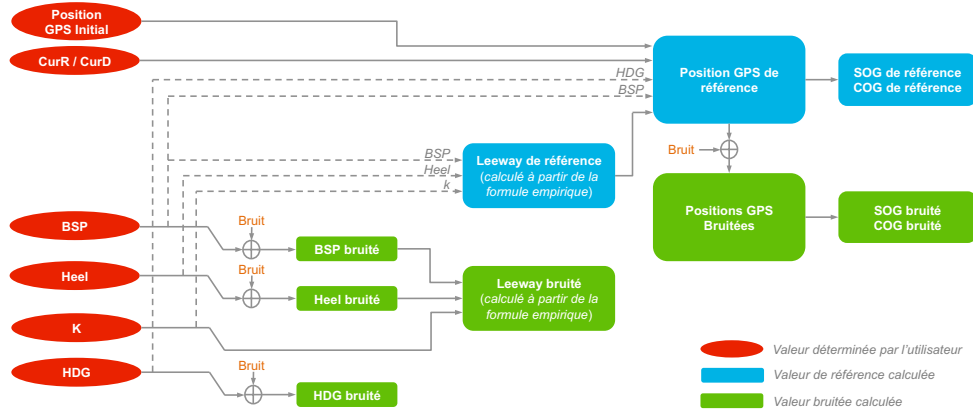 Position
GPS Initial
CurR / CurD
HDG
BSP
Position GPS de
référence
SOG de référence
COG de référence
Bruit
BSP
Heel
k
Leeway de référence
(calculé à partir de la
formule empirique)
Positions GPS
Bruitées
SOG bruité
COG bruité
BSP
Bruit
BSP bruité
Heel
Bruit
Heel bruité
Leeway bruité
(calculé à partir de la
formule empirique)
K
HDG
Bruit
HDG bruité
Valeur déterminée par l'utilisateur
Valeur de référence calculée
Valeur bruitée calculée